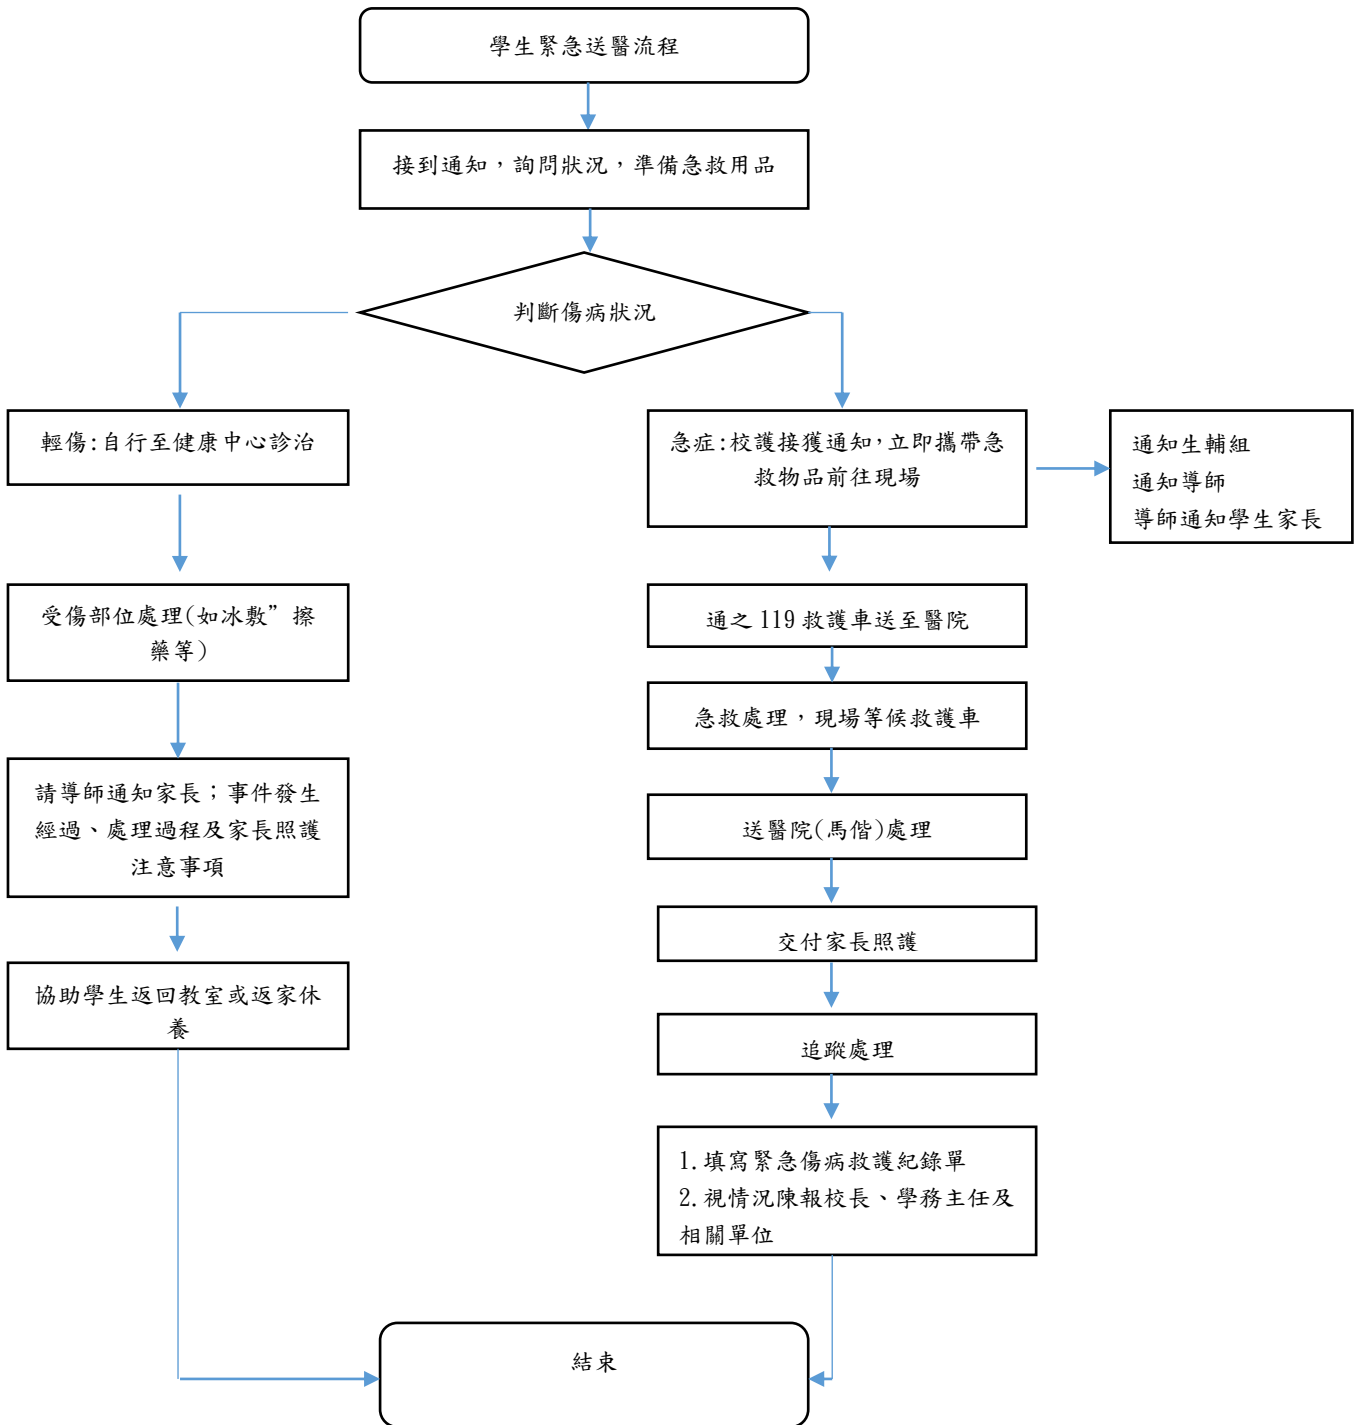 學生緊急送醫流程
接到通知，詢問狀況，準備急救用品
判斷傷病狀況
輕傷:自行至健康中心診治
受傷部位處理(如冰敷”擦
藥等)
請導師通知家長；事件發生
經過、處理過程及家長照護
注意事項
協助學生返回教室或返家休
養
急症:校護接獲通知，立即攜帶急
救物品前往現場
通知生輔組
通知導師
導師通知學生家長
通之 119 救護車送至醫院
急救處理，現場等候救護車
送醫院(馬偕)處理
交付家長照護
追蹤處理
1.填寫緊急傷病救護紀錄單
2.視情況陳報校長、學務主任及
相關單位
結束